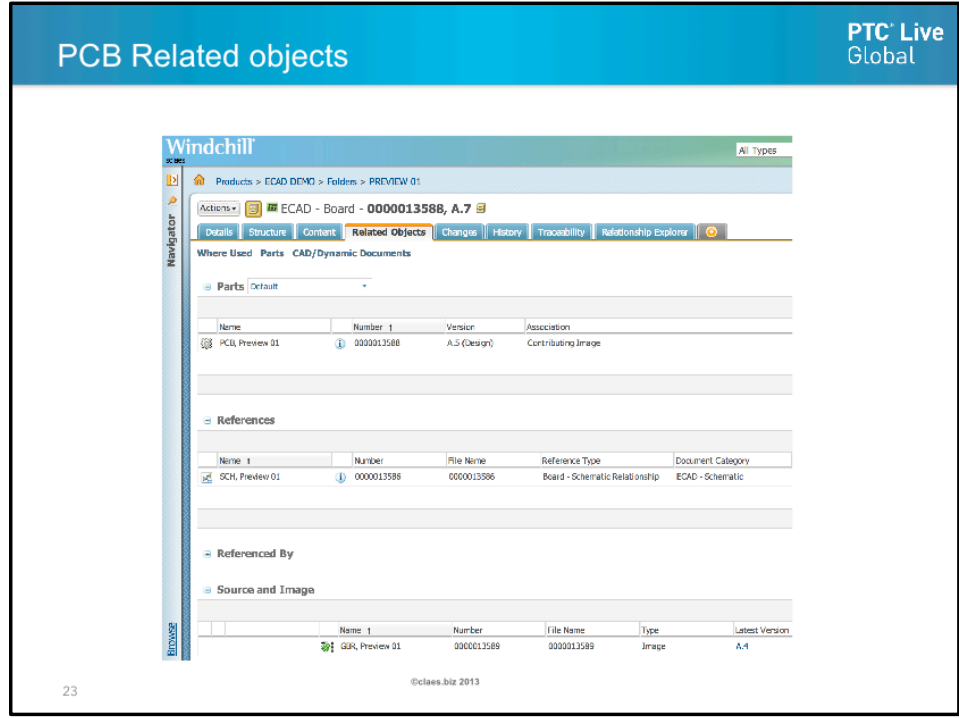 PCB Related objects
PTC® Live
Global
Windchill
All Types
Products > ECAD DEMO > Folders > PREVIEW 01
Actions
ECAD - Board - 0000013588, A.7
Details Structure Content Related Objects Changes History Traceability Relationship Explorer
Navigator
Where Used Parts CAD/Dynamic Documents
Parts Default
Name Number Version Association
PCB, Preview 01 0000013588 A.5 (Design) Contributing Image
References
Name Number File Name Reference Type Document Category
SCH, Preview 01 0000013586 0000013586 Board - Schematic Relationship ECAD - Schematic
Referenced By
Source and Image
Name Number File Name Type Latest Version
GBR, Preview 01 0000013589 0000013589 Image A.4
Browse
23
©claes.biz 2013